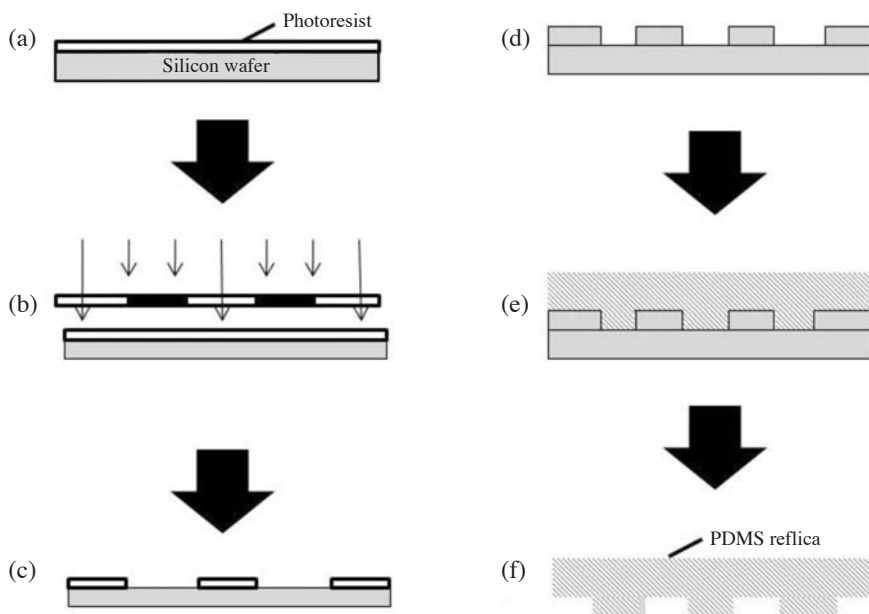 (a)
Photoresist
Silicon wafer
(b)
(c)
(d)
(e)
(f)
PDMS reflica